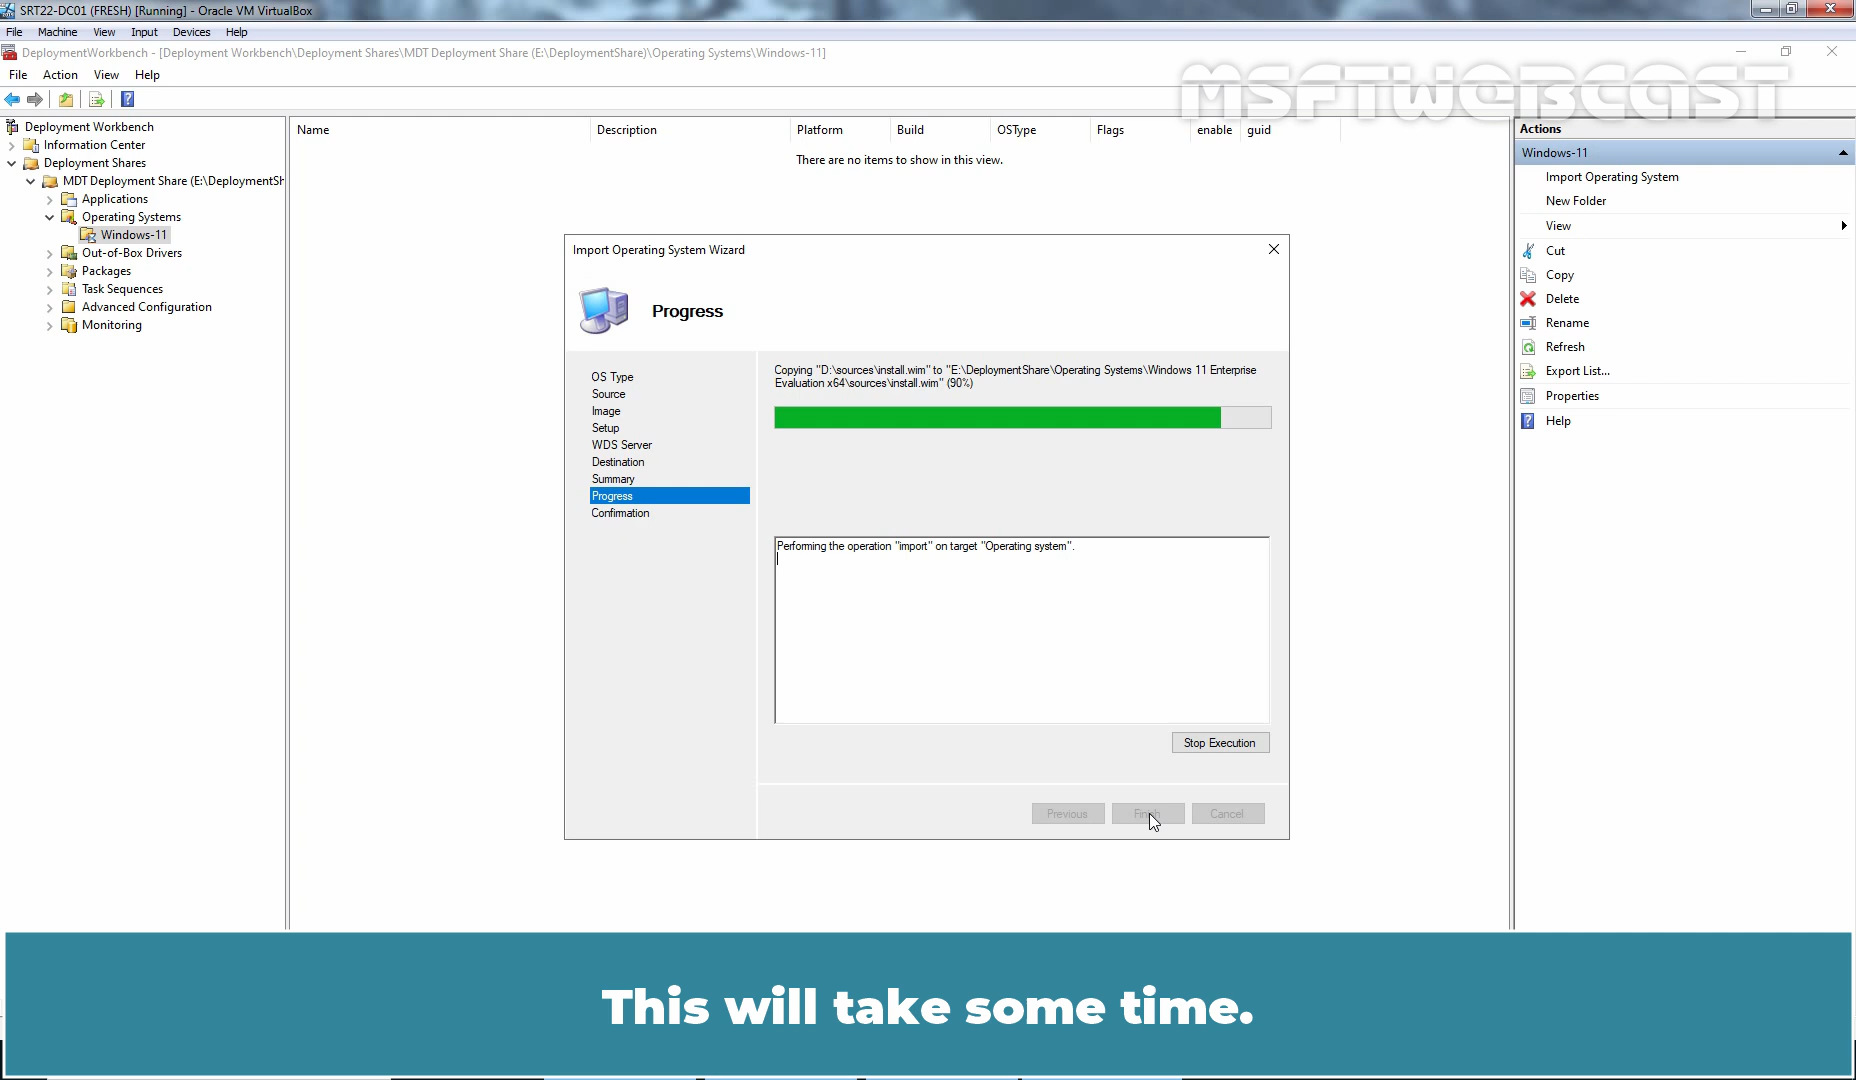 SRT22-DC01 (FRESH) [Running] - Oracle VM VirtualBox
File Machine View Input Devices Help
DeploymentWorkbench - [Deployment Workbench\Deployment Shares\MDT Deployment Share (E:\DeploymentShare)\Operating Systems\Windows-11]
File Action View Help
MSFTWEBCAST
Deployment Workbench
Information Center
Deployment Shares
MDT Deployment Share (E:\DeploymentSh
Applications
Operating Systems
Windows-11
Out-of-Box Drivers
Packages
Task Sequences
Advanced Configuration
Monitoring
Name Description Platform Build OSType Flags enable guid
There are no items to show in this view.
Import Operating System Wizard
Progress
OS Type
Source
Image
Setup
WDS Server
Destination
Summary
Progress
Confirmation
Copying "D:\sources\install.wim" to "E:\DeploymentShare\Operating Systems\Windows 11 Enterprise
Evaluation x64\sources\install.wim" (90%)
Performing the operation "import" on target "Operating system".
Stop Execution
Previous Finish Cancel
Actions
Windows-11
Import Operating System
New Folder
View
Cut
Copy
Delete
Rename
Refresh
Export List...
Properties
Help
This will take some time.